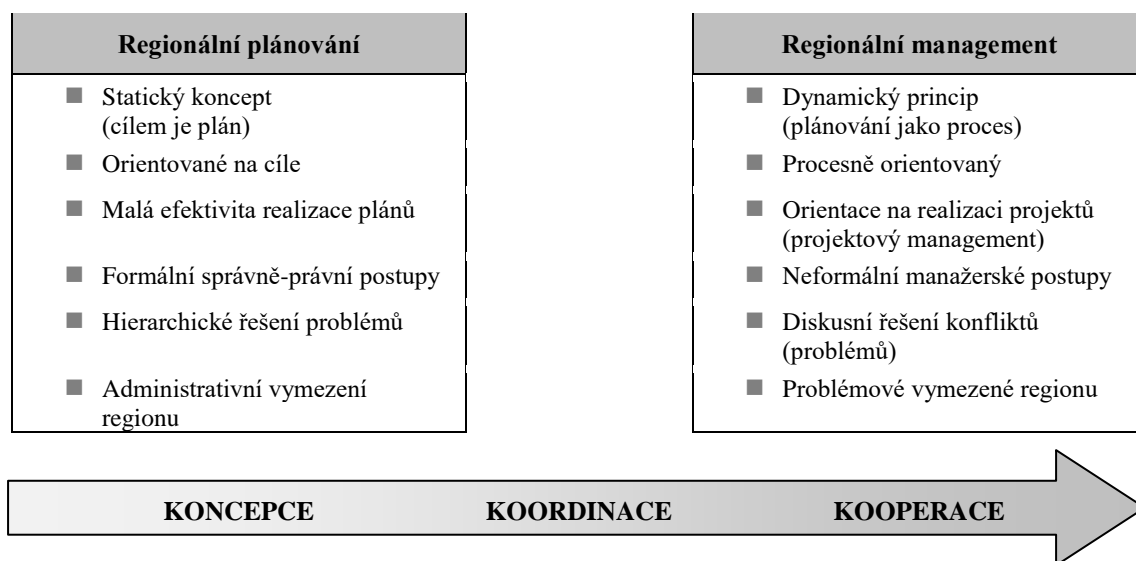 Regionální plánování
Statický koncept
(cílem je plán)
Orientované na cíle
Malá efektivita realizace plánů
Formální správně-právní postupy
Hierarchické řešení problémů
Administrativní vymezení
regionu
Regionální management
Dynamický princip
(plánování jako proces)
Procesně orientovaný
Orientace na realizaci projektů
(projektový management)
Neformální manažerské postupy
Diskusní řešení konfliktů
(problémů)
Problémové vymezené regionu
KONCEPCE KOORDINACE KOOPERACE